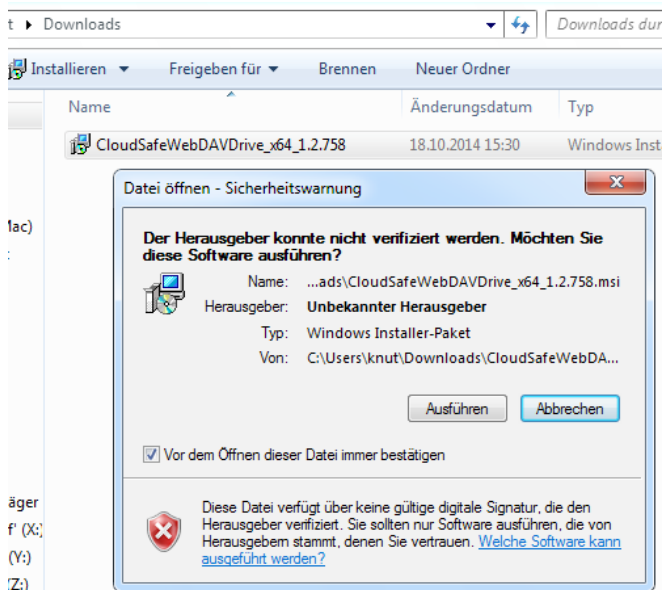 t ▸ Downloads
Downloads dur
Installieren Freigeben für Brennen Neuer Ordner
Name Änderungsdatum Typ
CloudSafeWebDAVDrive_x64_1.2.758 18.10.2014 15:30 Windows Inst
Datei öffnen - Sicherheitswarnung
Mac)
Der Herausgeber konnte nicht verifiziert werden. Möchten Sie
diese Software ausführen?
Name: ...ads\CloudSafeWebDAVDrive_x64_1.2.758.msi
Herausgeber: Unbekannter Herausgeber
Typ: Windows Installer-Paket
Von: C:\Users\knut\Downloads\CloudSafeWebDA...
Ausführen Abbrechen
Vor dem Öffnen dieser Datei immer bestätigen
äger
f' (X:)
(Y:)
(Z:)
Diese Datei verfügt über keine gültige digitale Signatur, die den
Herausgeber verifiziert. Sie sollten nur Software ausführen, die von
Herausgebern stammt, denen Sie vertrauen. Welche Software kann
ausgeführt werden?